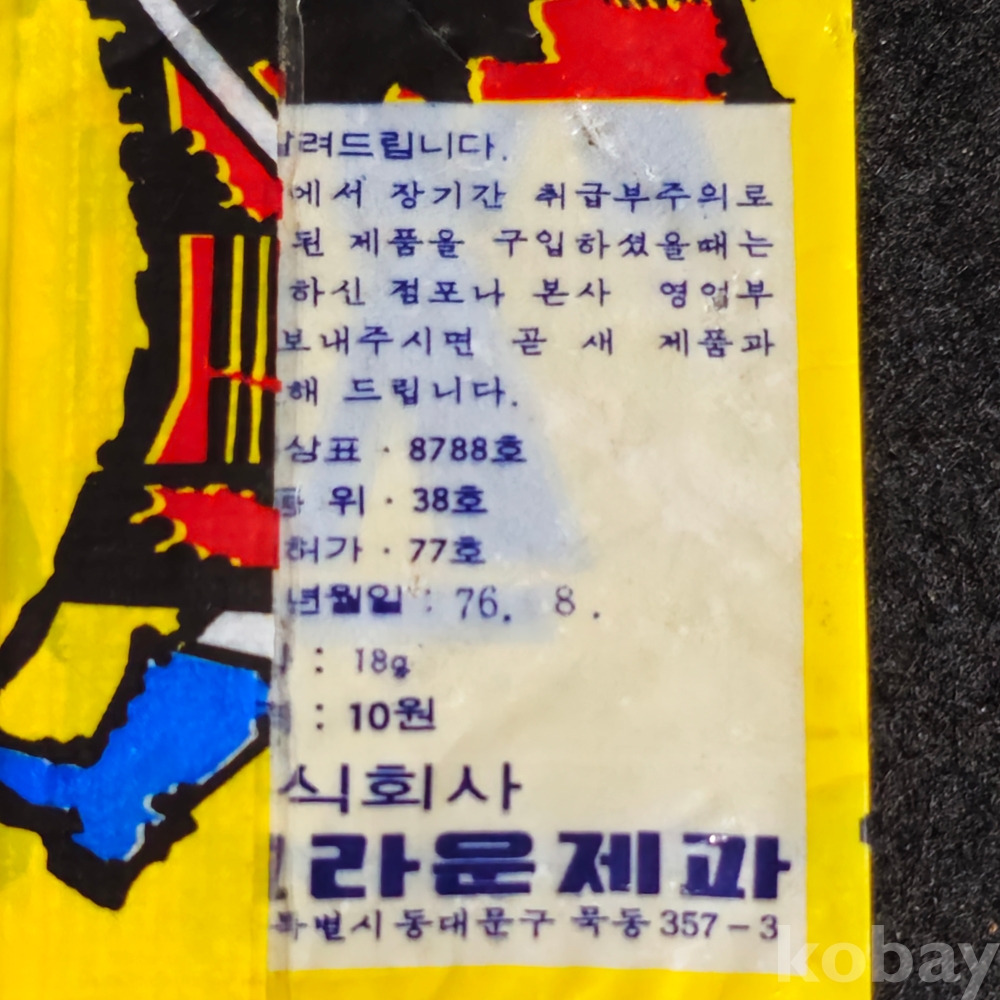 알려드립니다.
에서 장기간 취급부주의로
된 제품을 구입하셨을때는
하신 점포나 본사 영업부
보내주시면 곧 새 제품과
해 드립니다.
상표 · 8788호
위 · 38호
허가 · 77호
년월일 : 76. 8.
: 18g
: 10원
식회사
라운제과
특별시 동대문구 묵동 357-3
kobay